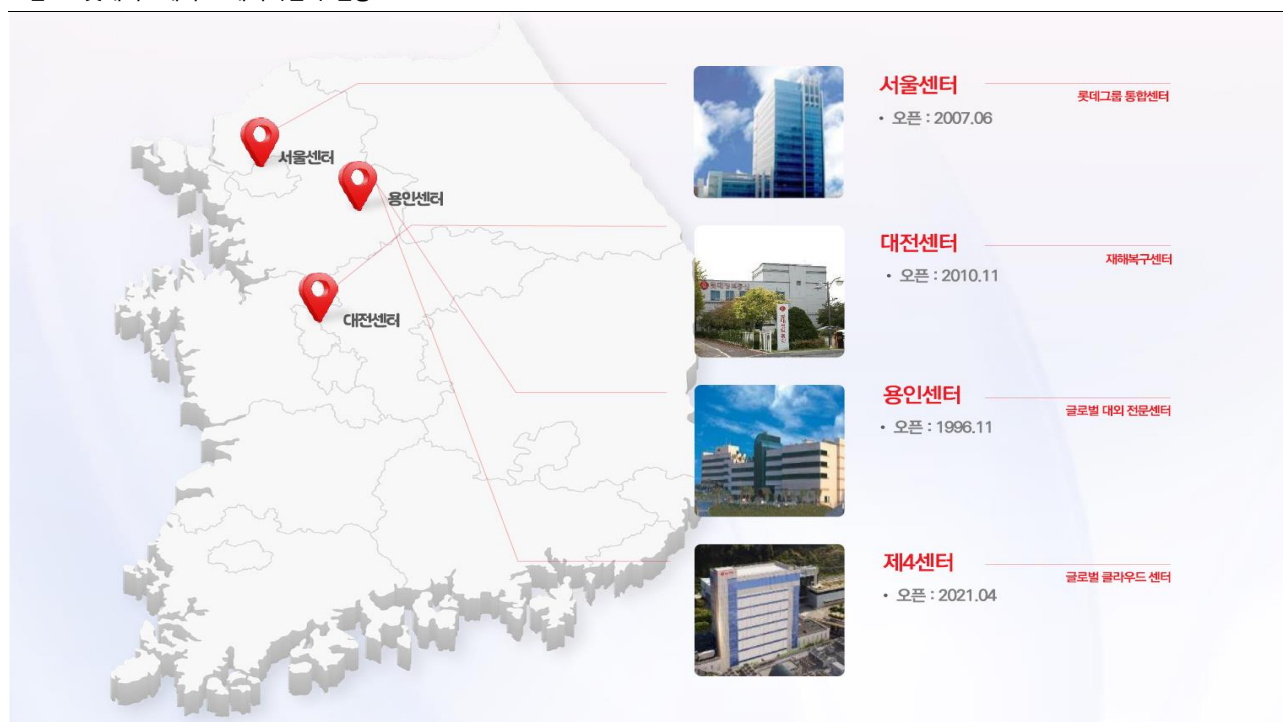 서울센터
용인센터
대전센터
서울센터
롯데그룹 통합센터
• 오픈 : 2007.06
대전센터
재해복구센터
• 오픈 : 2010.11
용인센터
글로벌 대외 전문센터
• 오픈 : 1996.11
제4센터
글로벌 클라우드 센터
• 오픈 : 2021.04